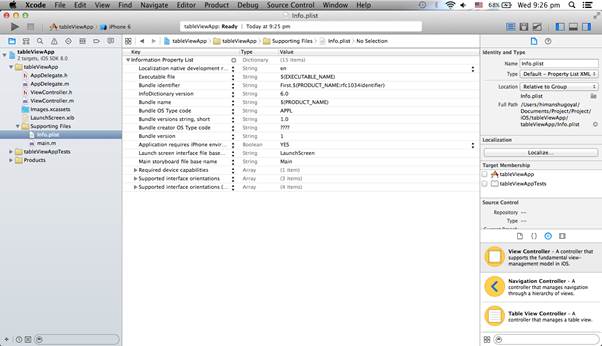 Xcode File Edit View Find Navigate Editor Product Debug Source Control Window Help 68% Wed 9:26 pm
Info.plist
tableViewApp iPhone 6 tableViewApp: Ready Today at 9:25 pm
tableViewApp tableViewApp Supporting Files Info.plist No Selection
tableViewApp
2 targets, iOS SDK 8.0
tableViewApp
AppDelegate.h
AppDelegate.m
ViewController.h
ViewController.m
Images.xcassets
LaunchScreen.xib
Supporting Files
Info.plist
main.m
tableViewAppTests
Products
Key Type Value
Information Property List Dictionary (15 items)
Localization native development r... String en
Executable file String $(EXECUTABLE_NAME)
Bundle identifier String First.$(PRODUCT_NAME:rfc1034identifier)
InfoDictionary version String 6.0
Bundle name String $(PRODUCT_NAME)
Bundle OS Type code String APPL
Bundle versions string, short String 1.0
Bundle creator OS Type code String ????
Bundle version String 1
Application requires iPhone envir... Boolean YES
Launch screen interface file base... String LaunchScreen
Main storyboard file base name String Main
Required device capabilities Array (1 item)
Supported interface orientations Array (3 items)
Supported interface orientations (... Array (4 items)
Identity and Type
Name Info.plist
Type Default - Property List XML
Location Relative to Group
Info.plist
Full Path /Users/himanshugoyal/
Documents/Project/Project/
iOS/tableViewApp/
tableViewApp/Info.plist
Localization
Localize...
Target Membership
tableViewApp
tableViewAppTests
Source Control
Repository --
Type --
View Controller - A controller that
supports the fundamental view-
management model in iOS.
Navigation Controller - A
controller that manages navigation
through a hierarchy of views.
Table View Controller - A
controller that manages a table view.